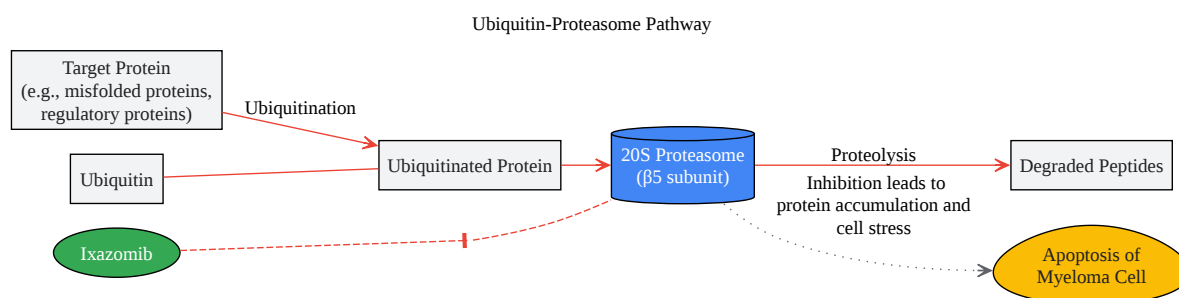 Ubiquitin-Proteasome Pathway
Target Protein
(e.g., misfolded proteins,
regulatory proteins)
Ubiquitination
Ubiquitin
Ubiquitinated Protein
20S Proteasome
(β5 subunit)
Proteolysis
Degraded Peptides
Inhibition leads to
protein accumulation and
cell stress
Ixazomib
Apoptosis of
Myeloma Cell